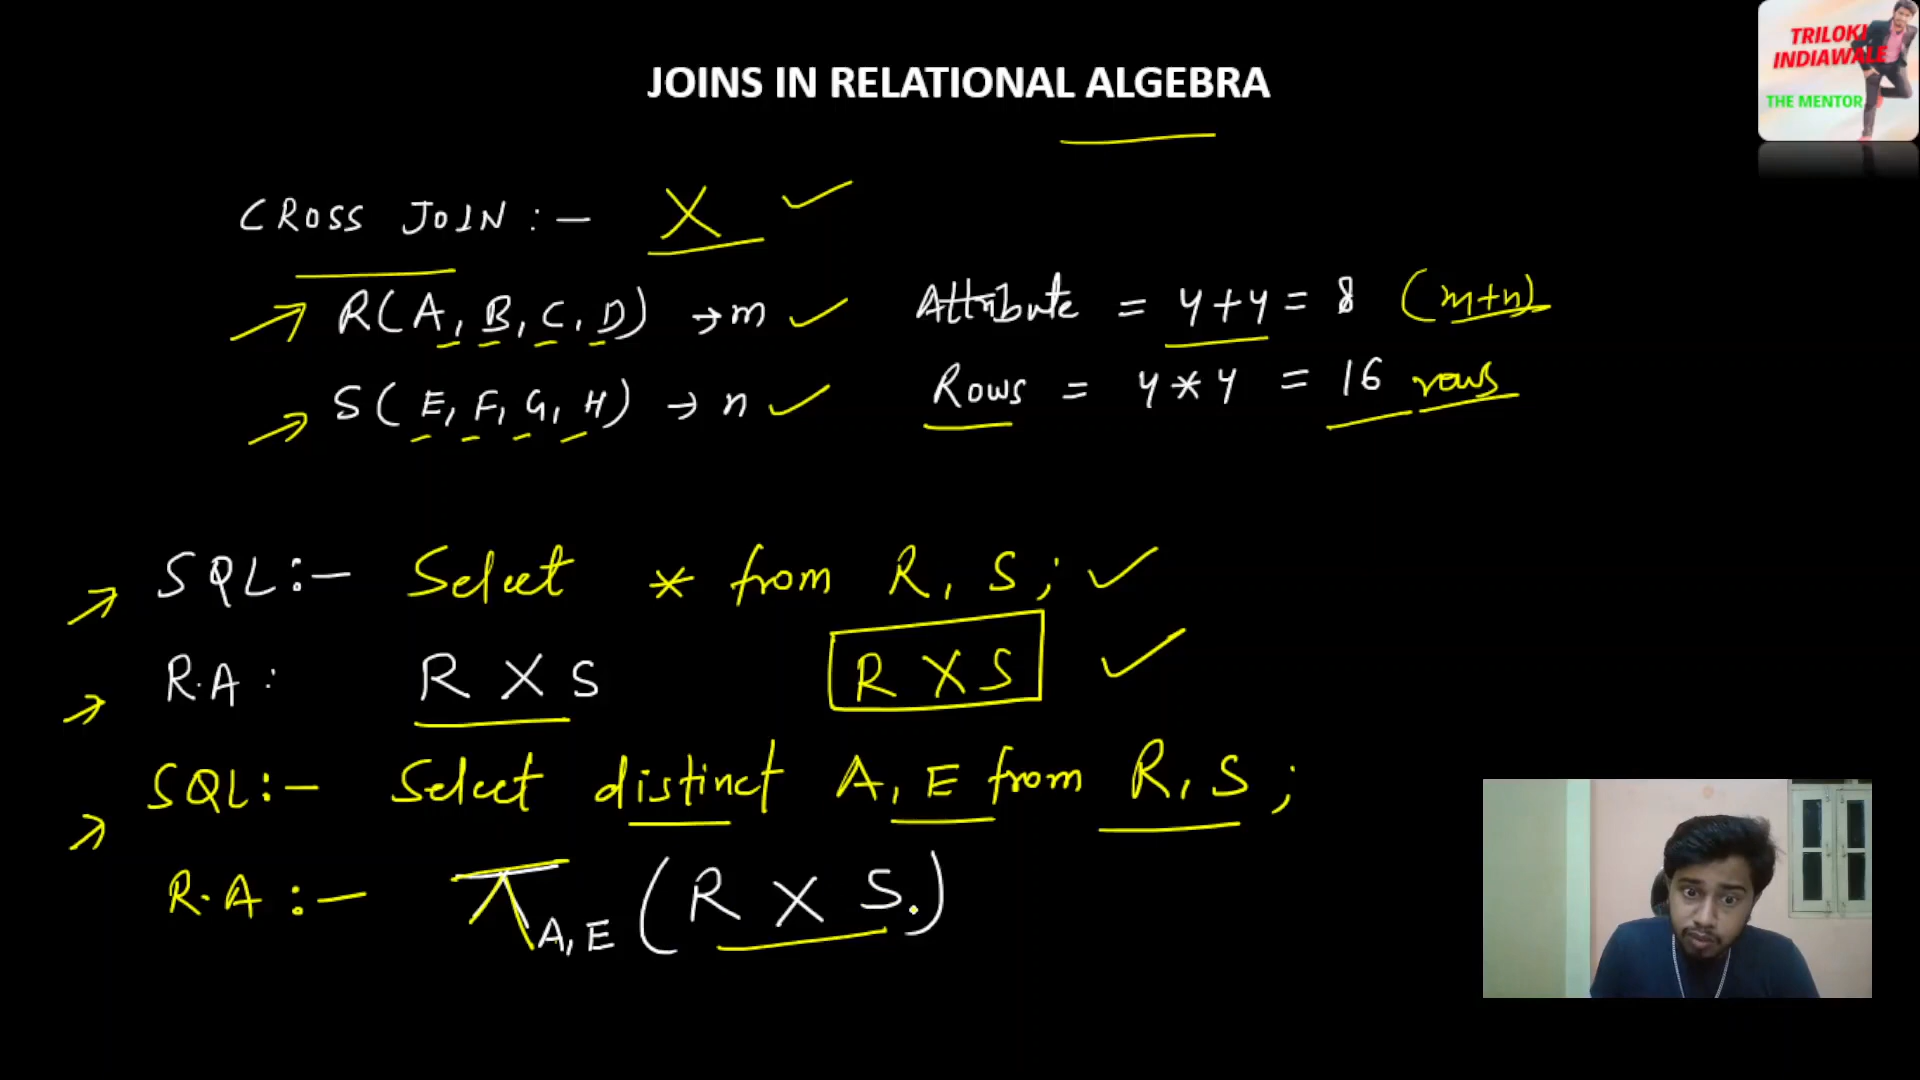 JOINS IN RELATIONAL ALGEBRA
TRILOKI
INDIAWALE
THE MENTOR
CROSS JOIN :- X
R(A, B, C, D) → m
Attribute = 4+4 = 8 (m+n)
S(E, F, G, H) → n
Rows = 4*4 = 16 rows
SQL:- Select * from R, S;
R.A: R X S R X S
SQL:- Select distinct A, E from R, S;
R.A:- π A, E (R X S.)